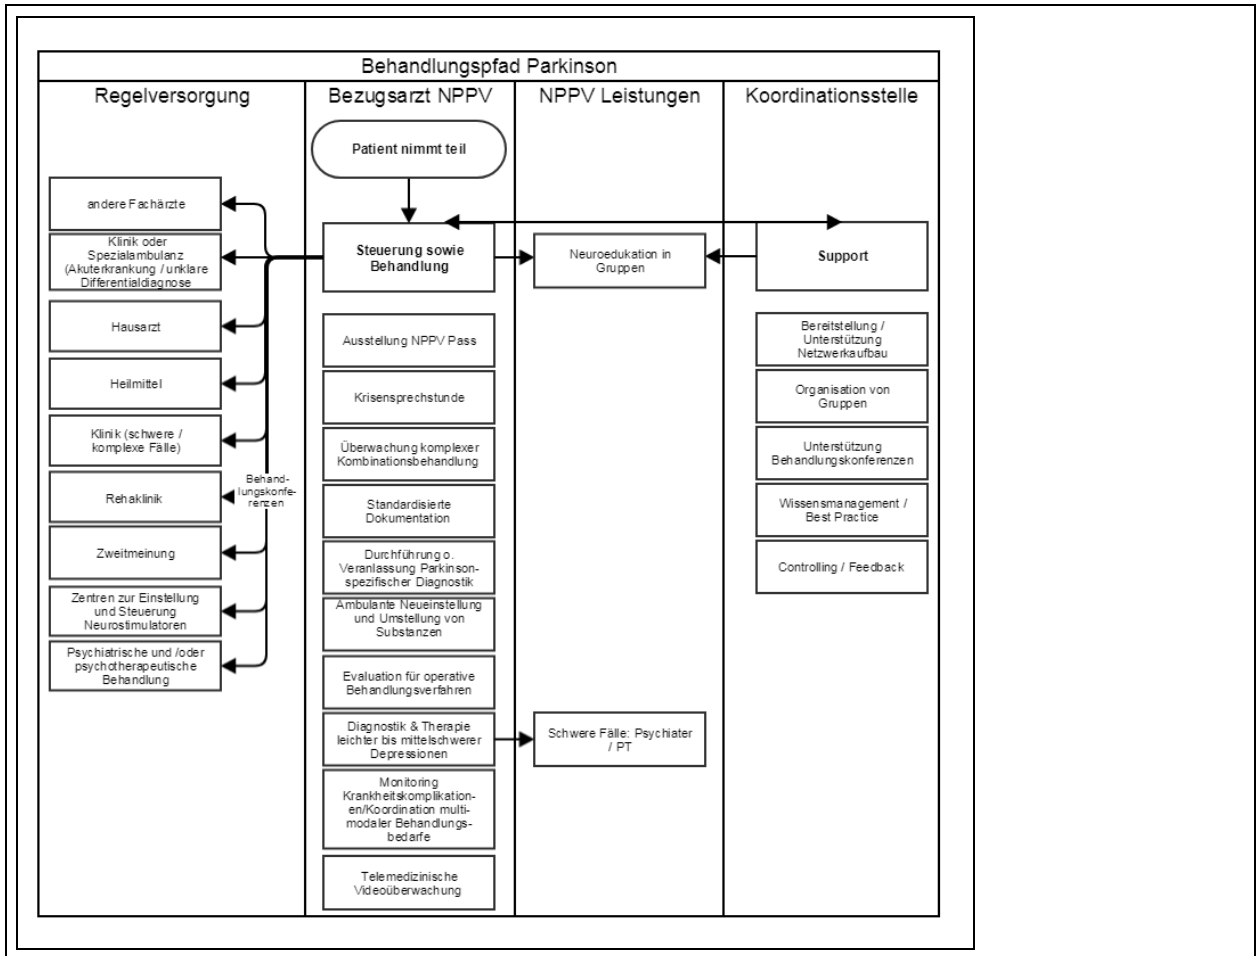 Behandlungspfad Parkinson
Regelversorgung
Bezugsarzt NPPV
NPPV Leistungen
Koordinationsstelle
Patient nimmt teil
andere Fachärzte
Klinik oder
Spezialambulanz
(Akuterkrankung / unklare
Differentialdiagnose
Hausarzt
Heilmittel
Klinik (schwere /
komplexe Fälle)
Rehaklinik
Zweitmeinung
Zentren zur Einstellung
und Steuerung
Neurostimulatoren
Psychiatrische und /oder
psychotherapeutische
Behandlung
Behand-
lungskonfe-
renzen
Steuerung sowie
Behandlung
Ausstellung NPPV Pass
Krisensprechstunde
Überwachung komplexer
Kombinationsbehandlung
Standardisierte
Dokumentation
Durchführung o.
Veranlassung Parkinson-
spezifischer Diagnostik
Ambulante Neueinstellung
und Umstellung von
Substanzen
Evaluation für operative
Behandlungsverfahren
Diagnostik & Therapie
leichter bis mittelschwerer
Depressionen
Monitoring
Krankheitskomplikation-
en/Koordination multi-
modaler Behandlungs-
bedarfe
Telemedizinische
Videoüberwachung
Neuroedukation in
Gruppen
Schwere Fälle: Psychiater
/ PT
Support
Bereitstellung /
Unterstützung
Netzwerkaufbau
Organisation von
Gruppen
Unterstützung
Behandlungskonferenzen
Wissensmanagement /
Best Practice
Controlling / Feedback